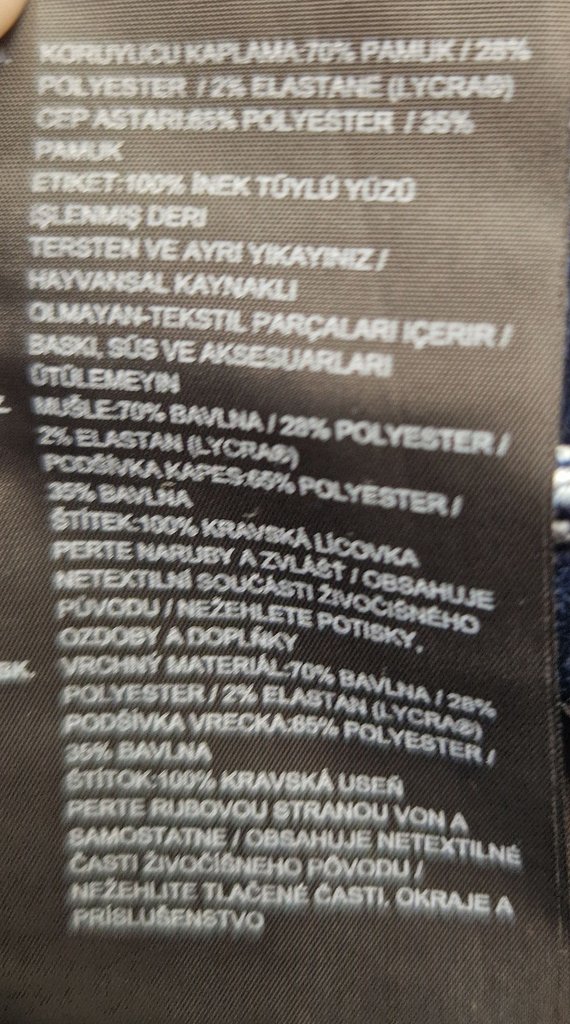 KORUYUCU KAPLAMA:70% PAMUK / 28%
POLYESTER / 2% ELASTANE (LYCRA®)
CEP ASTARI:65% POLYESTER / 35%
PAMUK
ETIKET:100% İNEK TÜYLÜ YÜZÜ
İŞLENMIŞ DERI
TERSTEN VE AYRI YIKAYINIZ /
HAYVANSAL KAYNAKLI
OLMAYAN-TEKSTIL PARÇALARI IÇERIR /
BASKI, SÜS VE AKSESUARLARI
ÜTÜLEMEYIN
MUŠLE:70% BAVLNA / 28% POLYESTER /
2% ELASTAN (LYCRA®)
PODŠÍVKA KAPES:65% POLYESTER /
35% BAVLNA
ŠTÍTEK:100% KRAVSKÁ LÍCOVKA
PERTE NARUBY A ZVLÁŠŤ / OBSAHUJE
NETEXTILNÍ SOUČÁSTI ŽIVOČIŠNÉHO
PŮVODU / NEŽEHLETE POTISKY,
OZDOBY A DOPLŇKY
VRCHNÝ MATERIÁL:70% BAVLNA / 28%
POLYESTER / 2% ELASTAN (LYCRA®)
PODŠÍVKA VRECKA:65% POLYESTER /
35% BAVLNA
ŠTÍTOK:100% KRAVSKÁ USEŇ
PERTE RUBOVOU STRANOU VON A
SAMOSTATNE / OBSAHUJE NETEXTILNÉ
ČASTI ŽIVOČÍŠNEHO PÔVODU /
NEŽEHLITE TLAČENÉ ČASTI, OKRAJE A
PRÍSLUŠENSTVO